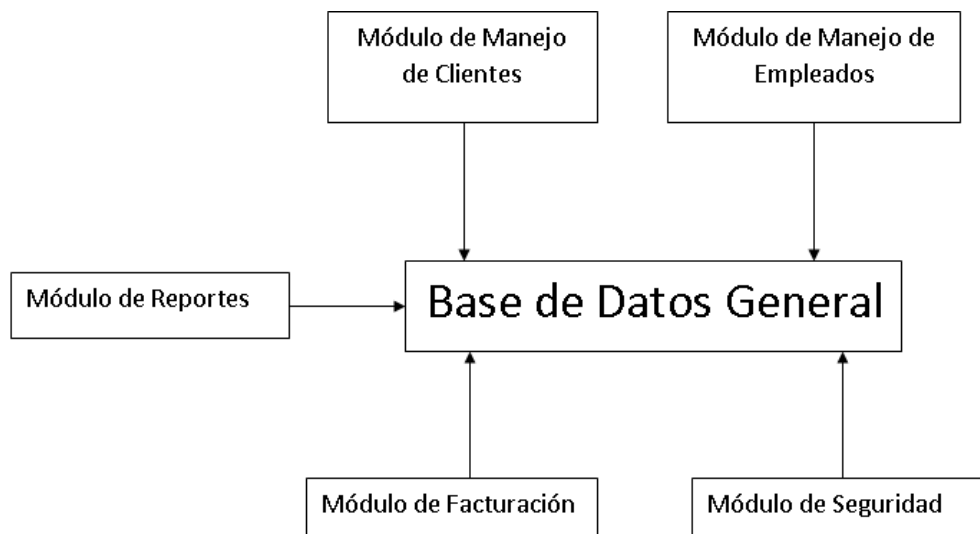 Módulo de Manejo
de Clientes
Módulo de Manejo de
Empleados
Módulo de Reportes
Base de Datos General
Módulo de Facturación
Módulo de Seguridad